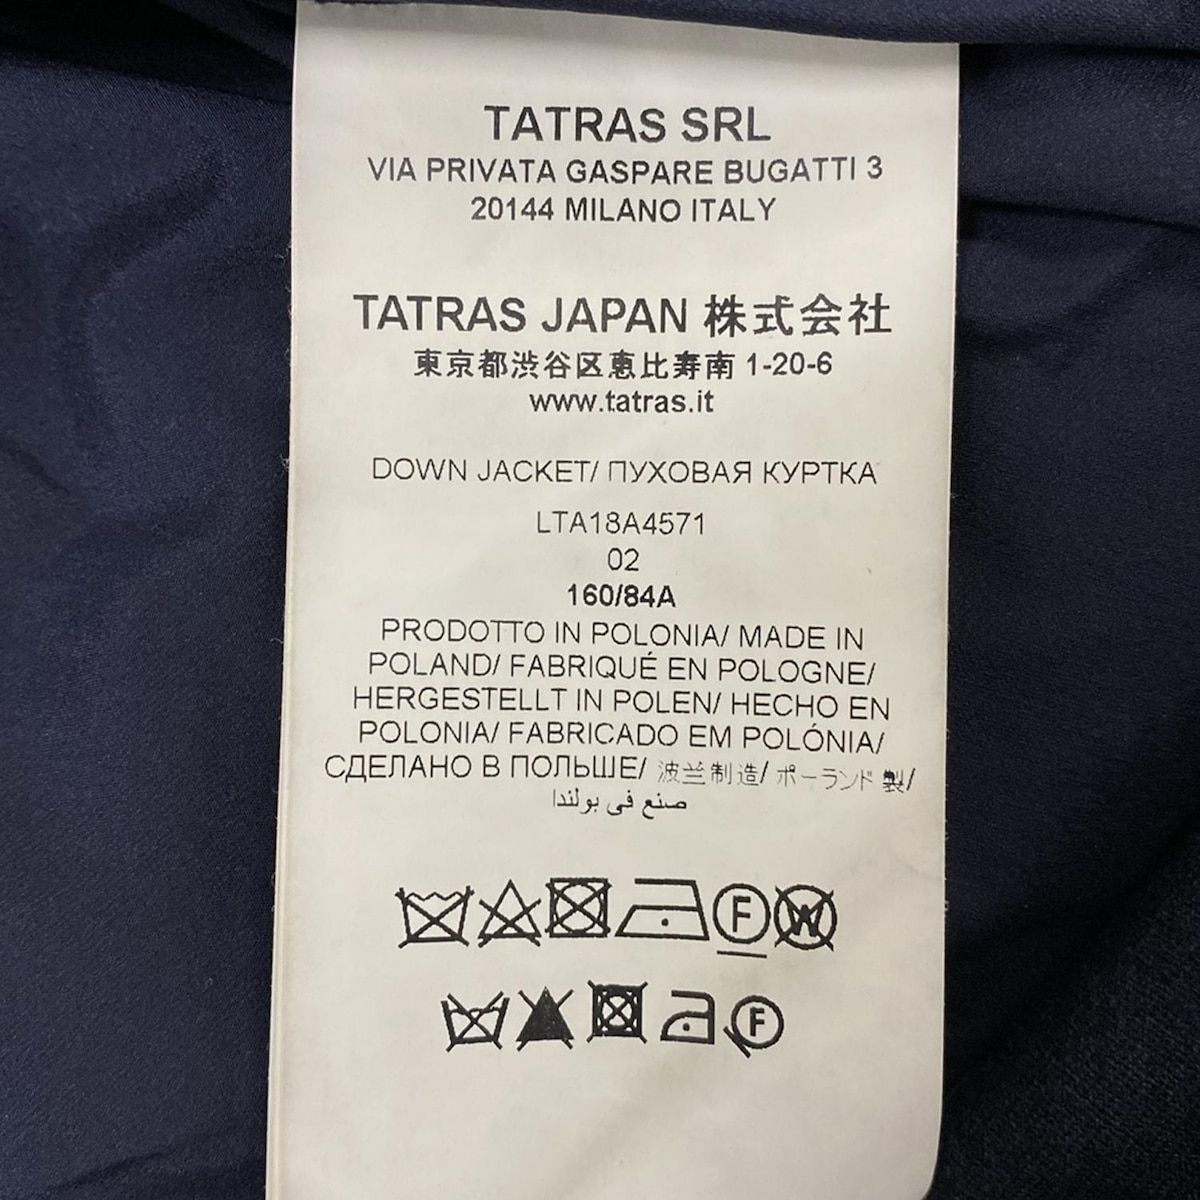 TATRAS SRL
VIA PRIVATA GASPARE BUGATTI 3
20144 MILANO ITALY
TATRAS JAPAN 株式会社
東京都渋谷区恵比寿南 1-20-6
www.tatras.it
DOWN JACKET/ ПУХОВАЯ КУРТКА
LTA18A4571
02
160/84A
PRODOTTO IN POLONIA/ MADE IN
POLAND/ FABRIQUÉ EN POLOGNE/
HERGESTELLT IN POLEN/ HECHO EN
POLONIA/ FABRICADO EM POLÓNIA/
СДЕЛАНО В ПОЛЬШЕ/ 波兰制造/ ポーランド製/
صنع في بولندا
F W
F